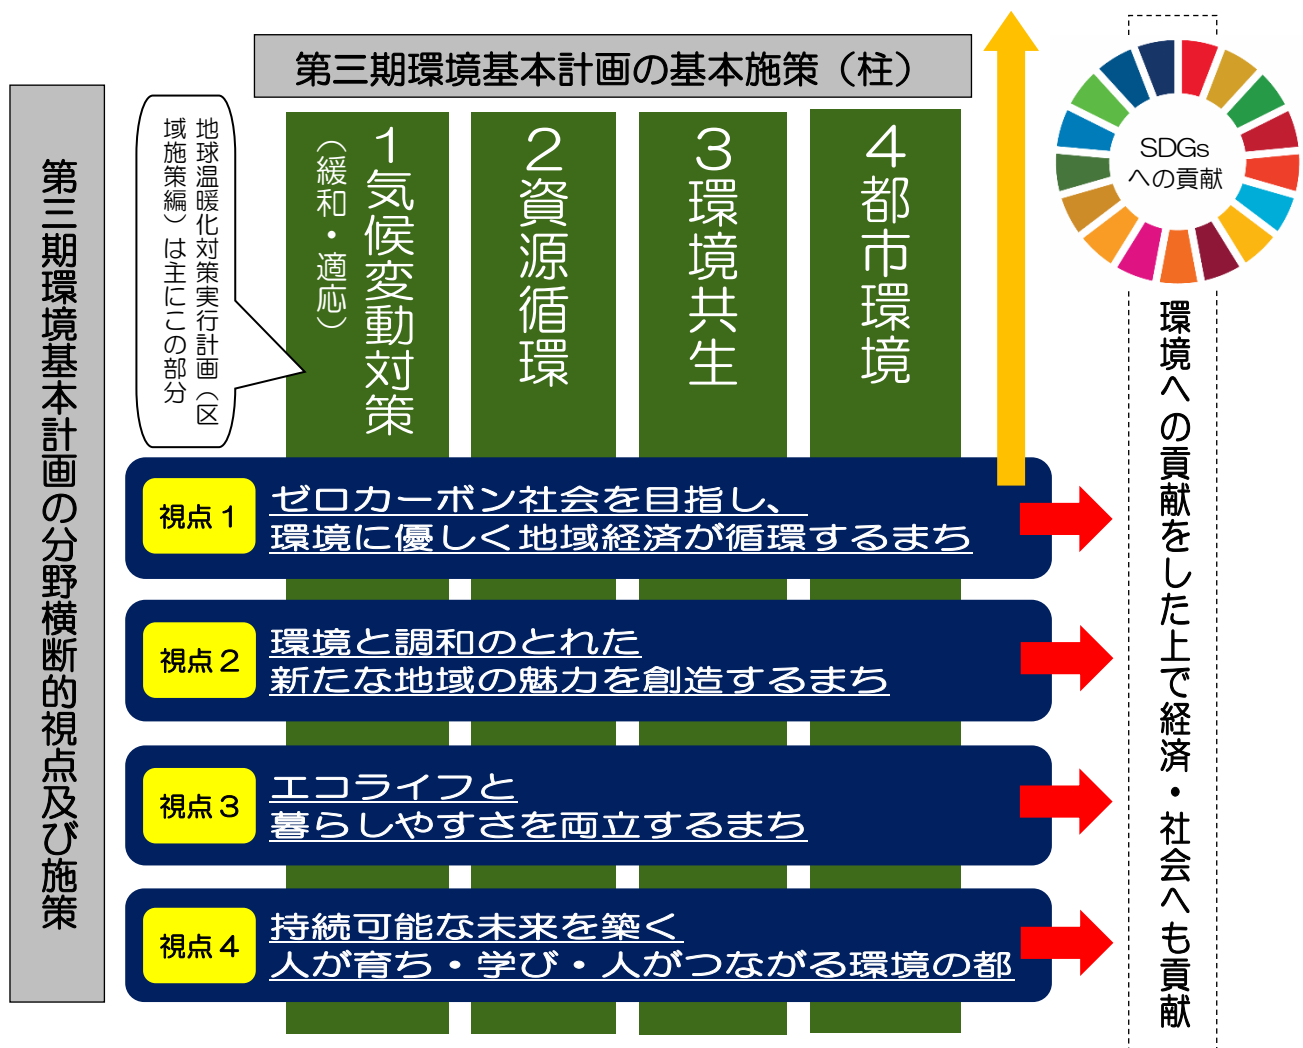 第三期環境基本計画の基本施策（柱）
第三期環境基本計画の分野横断的視点及び施策
地球温暖化対策実行計画（区
域施策編）は主にこの部分
１気候変動対策
（緩和・適応）
２資源循環
３環境共生
４都市環境
SDGs
への貢献
視点１
ゼロカーボン社会を目指し、
環境に優しく地域経済が循環するまち
視点２
環境と調和のとれた
新たな地域の魅力を創造するまち
視点３
エコライフと
暮らしやすさを両立するまち
視点４
持続可能な未来を築く
人が育ち・学び・人がつながる環境の都
環境への貢献をした上で経済・社会へも貢献